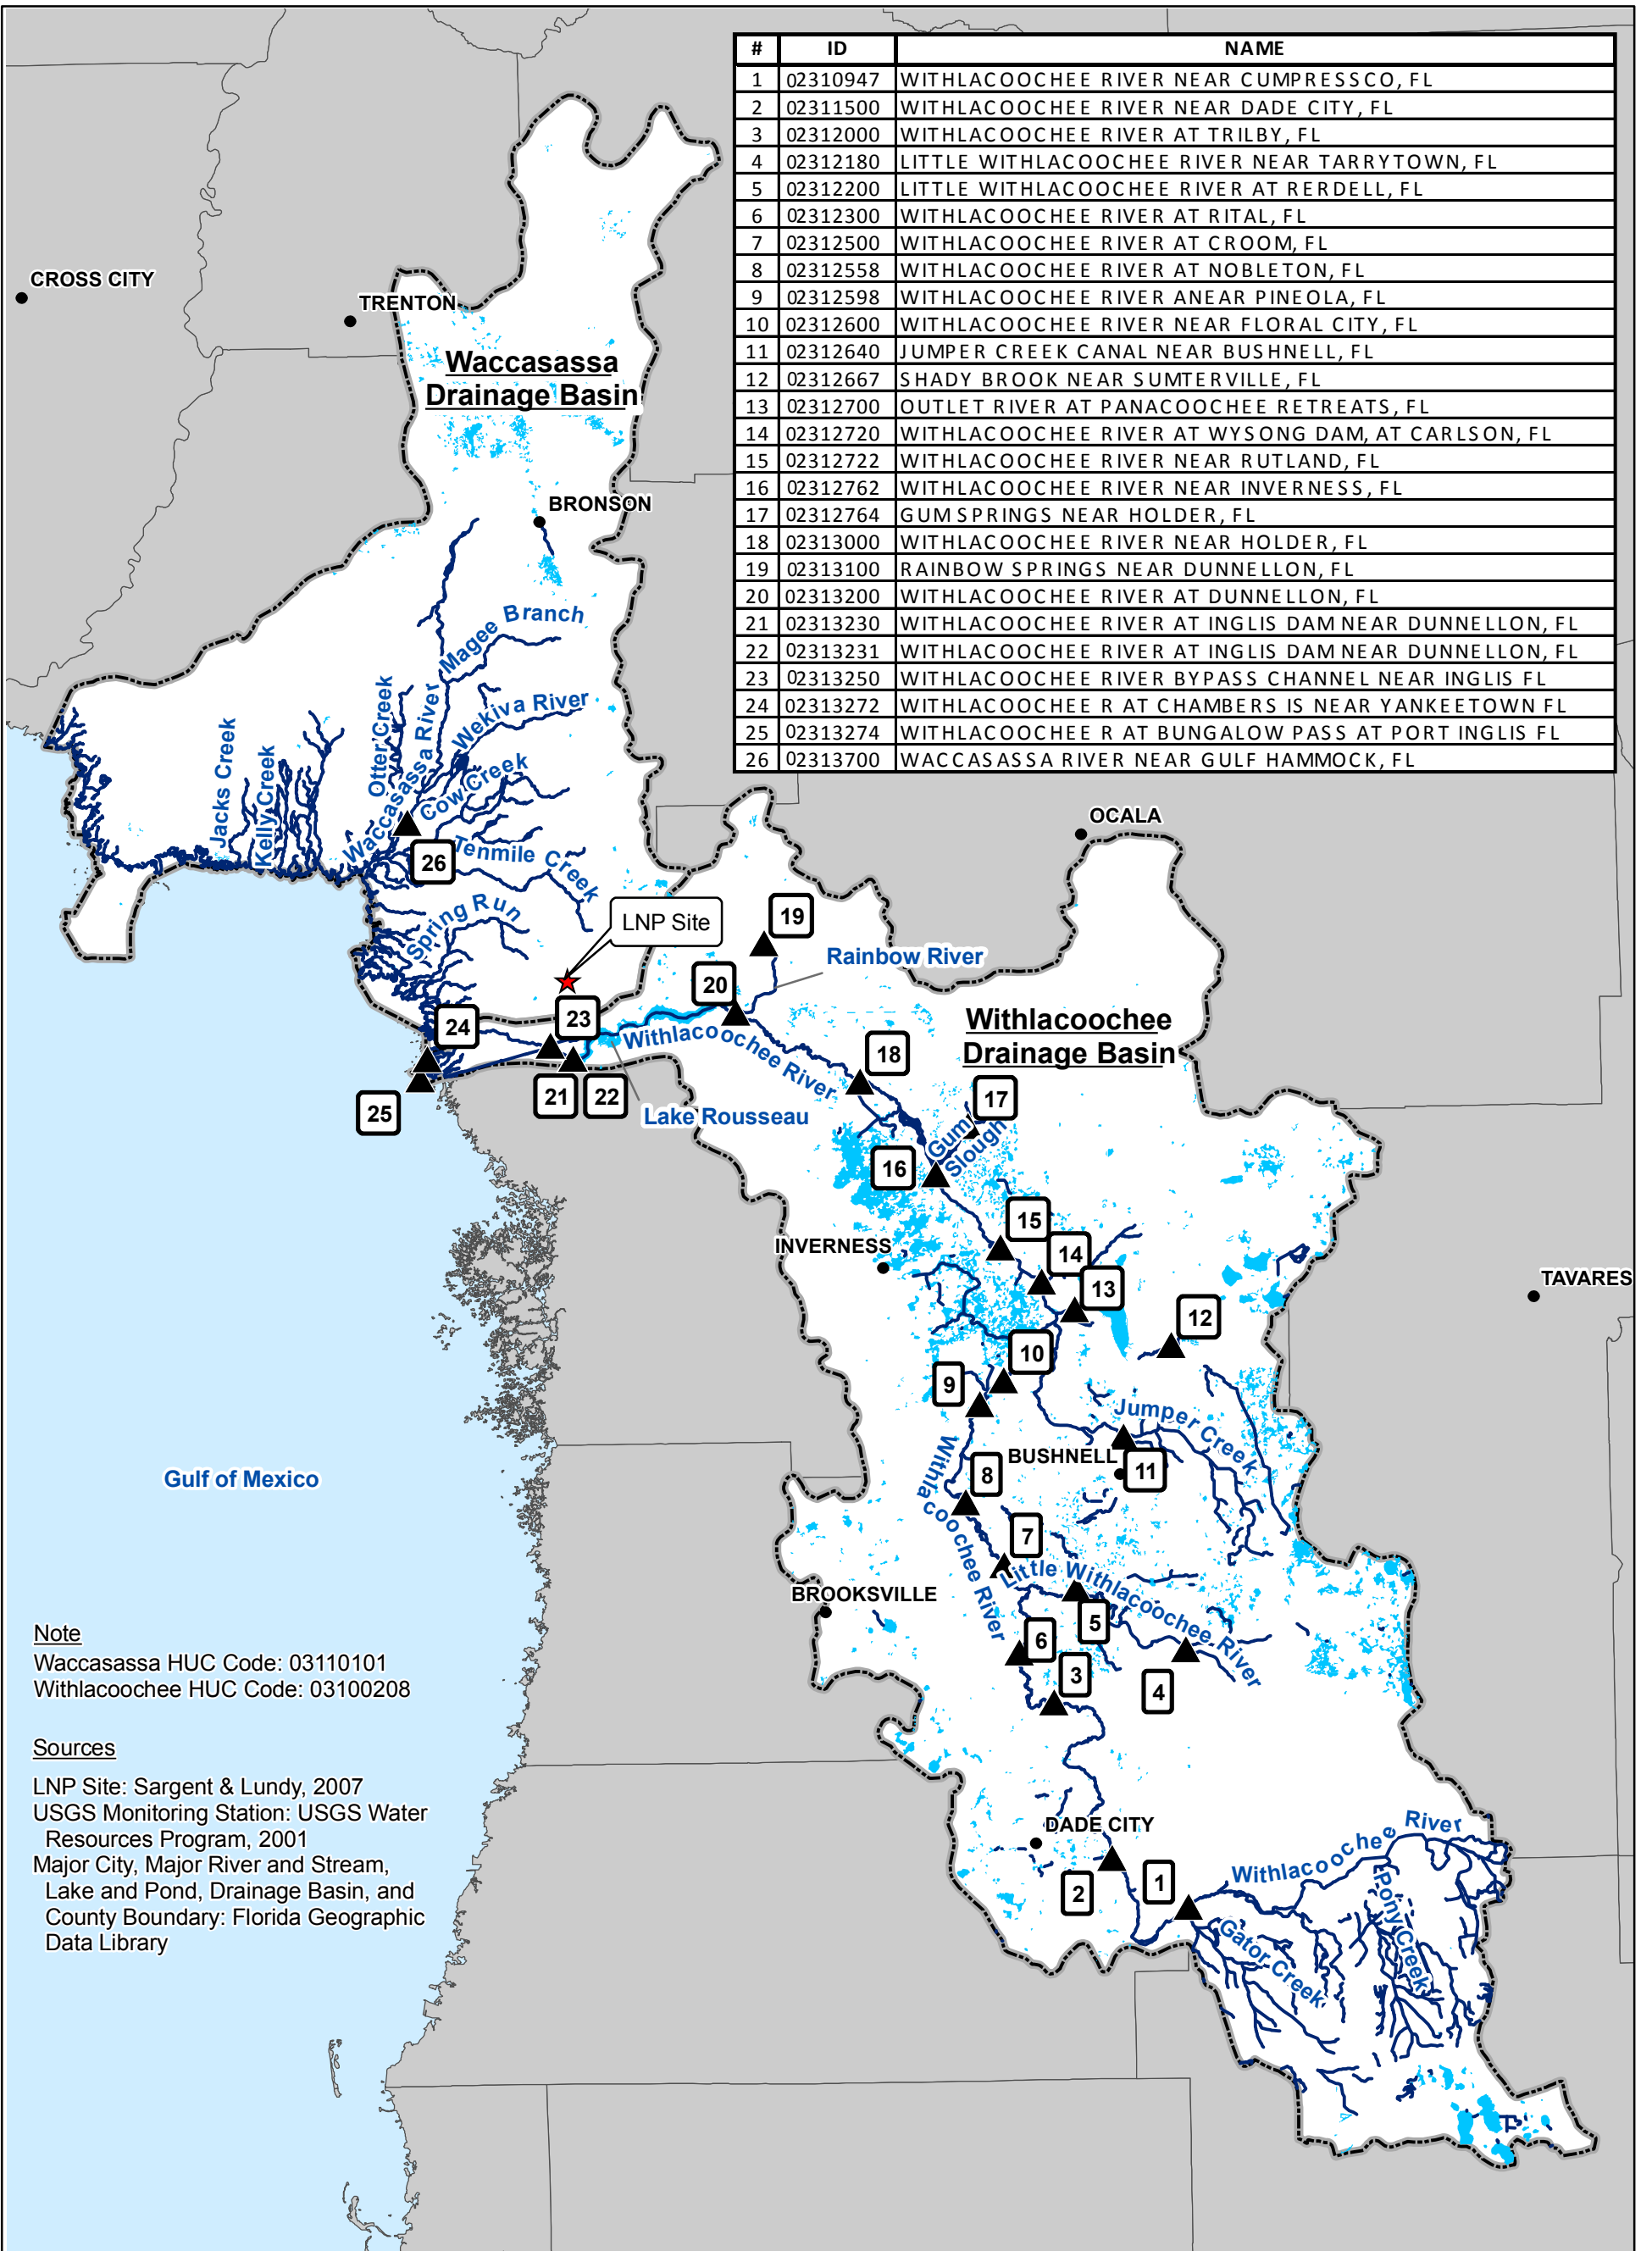 # ID NAME
1 02310947 WITHLACOOCHEE RIVER NEAR CUMPRESSCO, FL
2 02311500 WITHLACOOCHEE RIVER NEAR DADE CITY, FL
3 02312000 WITHLACOOCHEE RIVER AT TRILBY, FL
4 02312180 LITTLE WITHLACOOCHEE RIVER NEAR TARRYTOWN, FL
5 02312200 LITTLE WITHLACOOCHEE RIVER AT RERDELL, FL
6 02312300 WITHLACOOCHEE RIVER AT RITAL, FL
7 02312500 WITHLACOOCHEE RIVER AT CROOM, FL
8 02312558 WITHLACOOCHEE RIVER AT NOBLETON, FL
9 02312598 WITHLACOOCHEE RIVER ANEAR PINEOLA, FL
10 02312600 WITHLACOOCHEE RIVER NEAR FLORAL CITY, FL
11 02312640 JUMPER CREEK CANAL NEAR BUSHNELL, FL
12 02312667 SHADY BROOK NEAR SUMTERVILLE, FL
13 02312700 OUTLET RIVER AT PANACOOCHEE RETREATS, FL
14 02312720 WITHLACOOCHEE RIVER AT WYSONG DAM, AT CARLSON, FL
15 02312722 WITHLACOOCHEE RIVER NEAR RUTLAND, FL
16 02312762 WITHLACOOCHEE RIVER NEAR INVERNESS, FL
17 02312764 GUM SPRINGS NEAR HOLDER, FL
18 02313000 WITHLACOOCHEE RIVER NEAR HOLDER, FL
19 02313100 RAINBOW SPRINGS NEAR DUNNELLON, FL
20 02313200 WITHLACOOCHEE RIVER AT DUNNELLON, FL
21 02313230 WITHLACOOCHEE RIVER AT INGLIS DAM NEAR DUNNELLON, FL
22 02313231 WITHLACOOCHEE RIVER AT INGLIS DAM NEAR DUNNELLON, FL
23 02313250 WITHLACOOCHEE RIVER BYPASS CHANNEL NEAR INGLIS FL
24 02313272 WITHLACOOCHEE R AT CHAMBERS IS NEAR YANKEETOWN FL
25 02313274 WITHLACOOCHEE R AT BUNGALOW PASS AT PORT INGLIS FL
26 02313700 WACCASASSA RIVER NEAR GULF HAMMOCK, FL
CROSS CITY
TRENTON
Waccasassa
Drainage Basin
BRONSON
Magee Branch
Otter Creek
Waccasassa River
Wekiva River
Jacks Creek
Kelly Creek
Cow Creek
OCALA
26
Tenmile Creek
Spring Run
LNP Site
19
Rainbow River
20
Withlacoochee
Drainage Basin
24
23
Withlacoochee River
18
25
21
22
Lake Rousseau
17
Gum
Slough
16
15
INVERNESS
14
13
TAVARES
12
10
9
Jumper Creek
BUSHNELL
11
Withlacoochee River
8
Gulf of Mexico
7
Little Withlacoochee River
BROOKSVILLE
5
6
3
4
Note
Waccasassa HUC Code: 03110101
Withlacoochee HUC Code: 03100208
Sources
LNP Site: Sargent & Lundy, 2007
USGS Monitoring Station: USGS Water
Resources Program, 2001
Major City, Major River and Stream,
Lake and Pond, Drainage Basin, and
County Boundary: Florida Geographic
Data Library
DADE CITY
Withlacoochee River
2
1
Pony Creek
Gator Creek